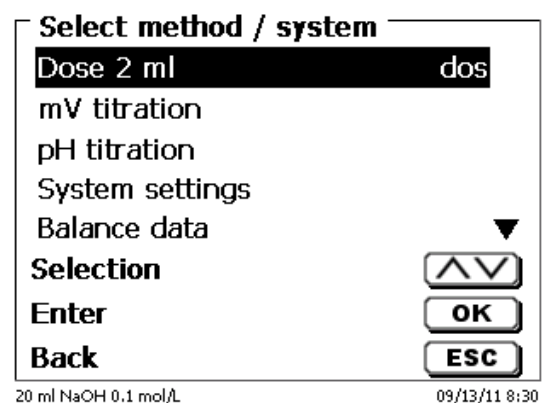 Select method / system
Dose 2 ml dos
mV titration
pH titration
System settings
Balance data
Selection
Enter OK
Back ESC
20 ml NaOH 0.1 mol/L 09/13/11 8:30